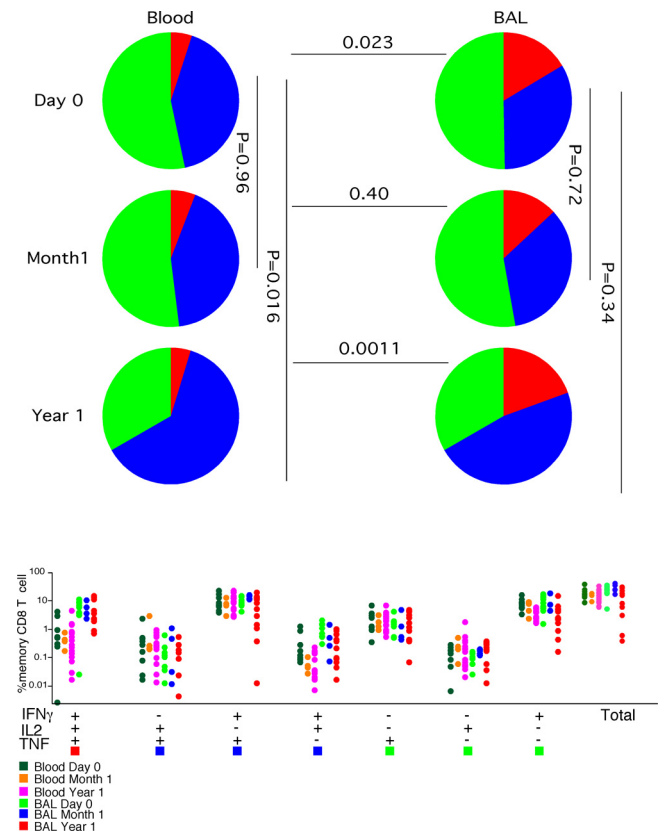 Blood BAL
0.023
Day 0
P=0.96
P=0.72
0.40
Month1
P=0.016
P=0.34
0.0011
Year 1
%memory CD8 T cell
100
10
1
0.1
0.01
IFNγ + - + + - - + Total
IL2 + + - + - + -
TNF + + + - + - -
Blood Day 0
Blood Month 1
Blood Year 1
BAL Day 0
BAL Month 1
BAL Year 1